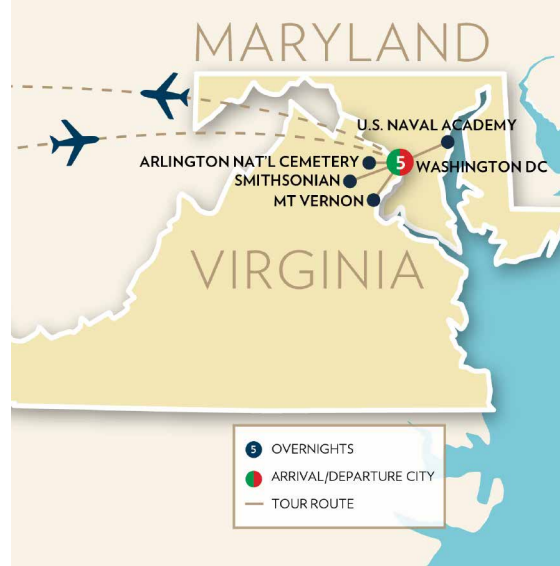 MARYLAND
U.S. NAVAL ACADEMY
ARLINGTON NAT'L CEMETERY
5
WASHINGTON DC
SMITHSONIAN
MT VERNON
VIRGINIA
5 OVERNIGHTS
ARRIVAL/DEPARTURE CITY
TOUR ROUTE